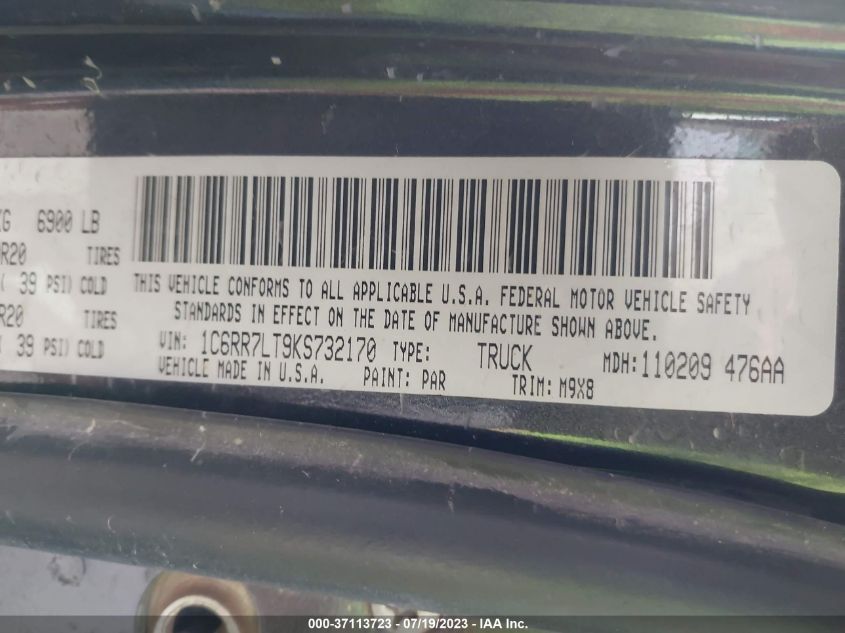 KG 6900 LB
R20 TIRES
( 39 PSI) COLD
R20 TIRES
39 PSI) COLD
THIS VEHICLE CONFORMS TO ALL APPLICABLE U.S.A. FEDERAL MOTOR VEHICLE SAFETY
STANDARDS IN EFFECT ON THE DATE OF MANUFACTURE SHOWN ABOVE.
VIN: 1C6RR7LT9KS732170 TYPE: TRUCK MDH: 110209 476AA
VEHICLE MADE IN U.S.A. PAINT: PAR TRIM: M9X8
000-37113723 - 07/19/2023 - IAA Inc.